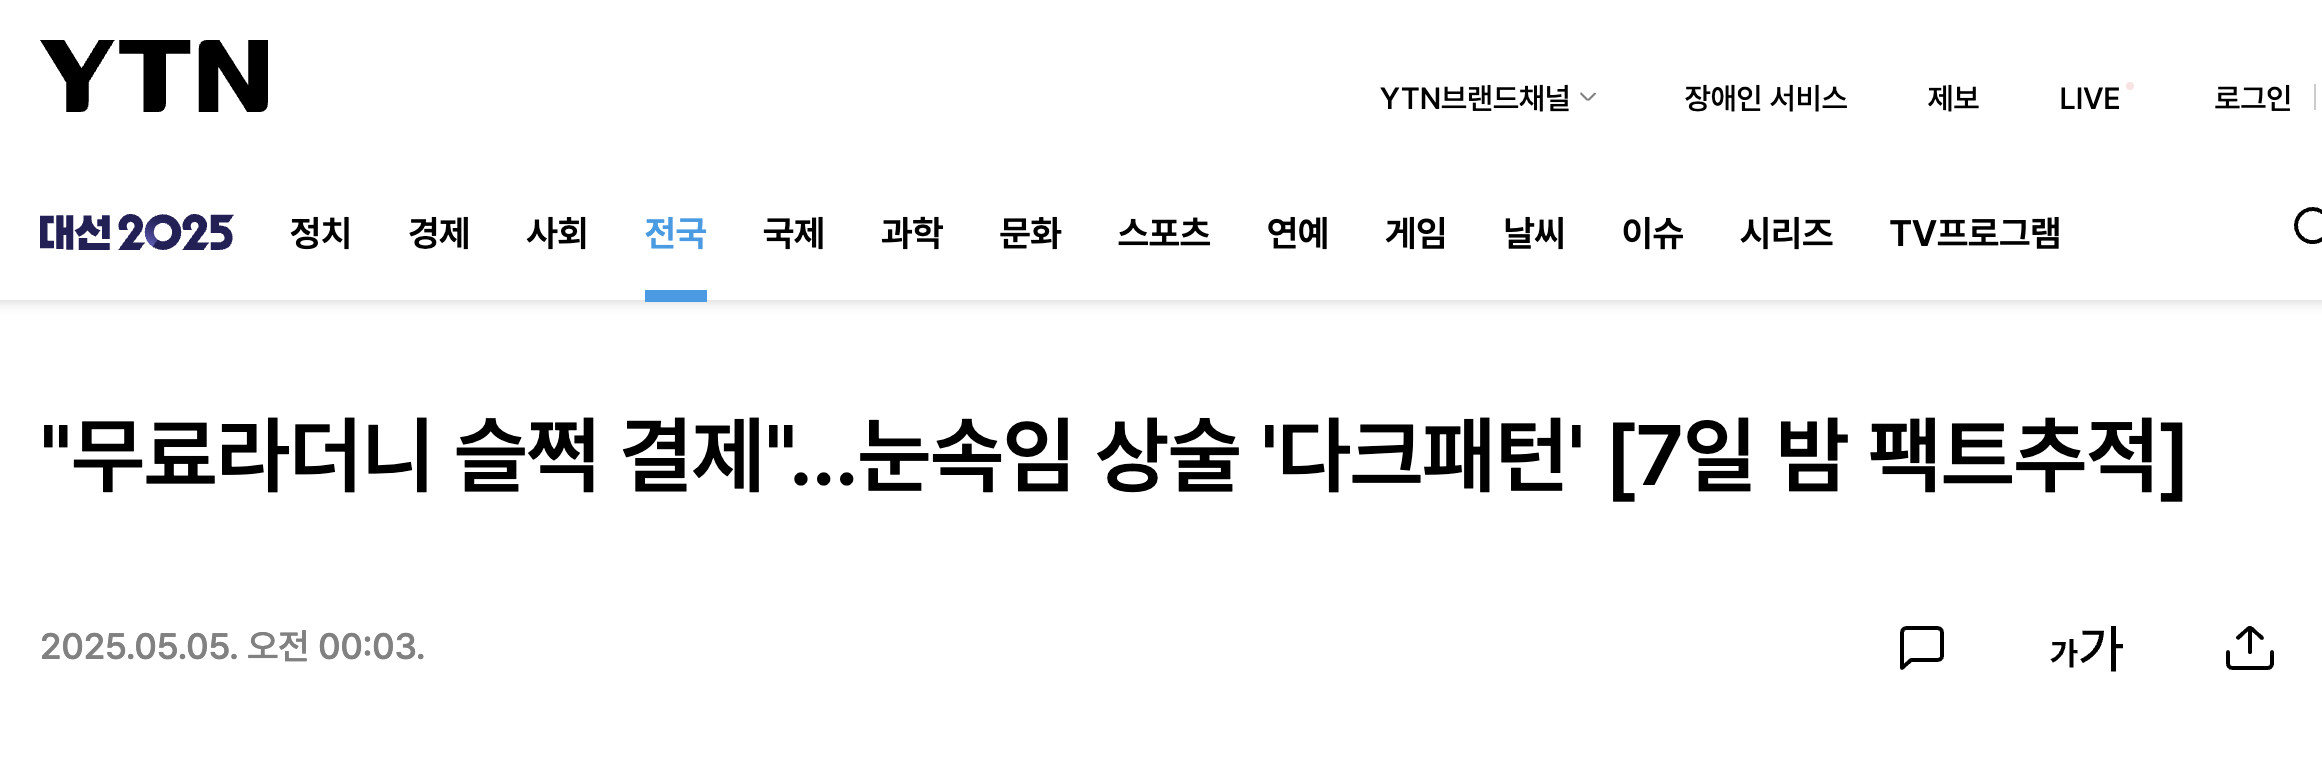 YTN
YTN브랜드채널 장애인 서비스 제보 LIVE 로그인
대선2025 정치 경제 사회 전국 국제 과학 문화 스포츠 연예 게임 날씨 이슈 시리즈 TV프로그램
"무료라더니 슬쩍 결제"...눈속임 상술 '다크패턴' [7일 밤 팩트추적]
2025.05.05. 오전 00:03.
가가